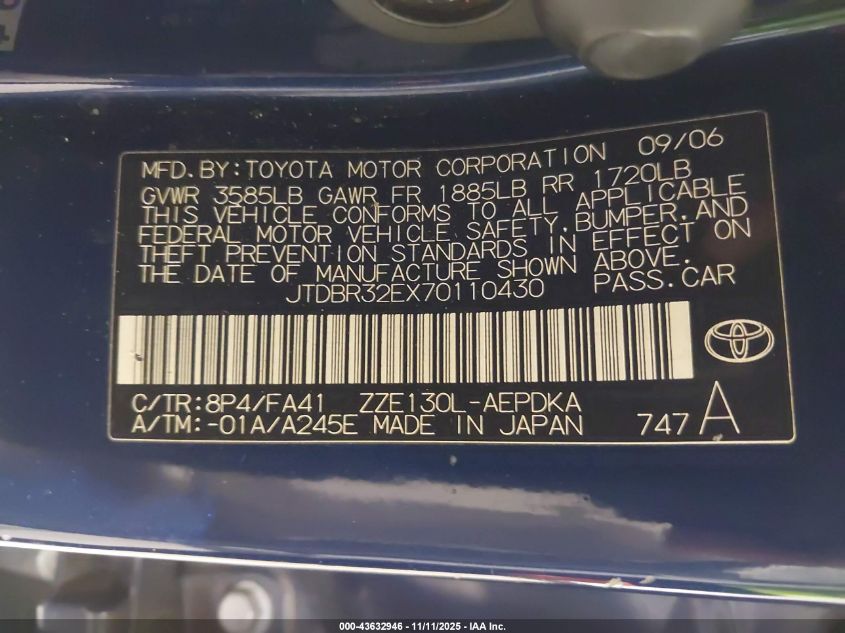 MFD.BY:TOYOTA MOTOR CORPORATION 09/06
GVWR 3585LB GAWR FR 1885LB RR 1720LB
THIS VEHICLE CONFORMS TO ALL APPLICABLE
FEDERAL MOTOR VEHICLE SAFETY,BUMPER,AND
THEFT PREVENTION STANDARDS IN EFFECT ON
THE DATE OF MANUFACTURE SHOWN ABOVE.
JTDBR32EX70110430 PASS.CAR
C/TR:8P4/FA41 ZZE130L-AEPDKA
A/TM:-01A/A245E MADE IN JAPAN 747 A
000-43632946 - 11/11/2025 - IAA Inc.